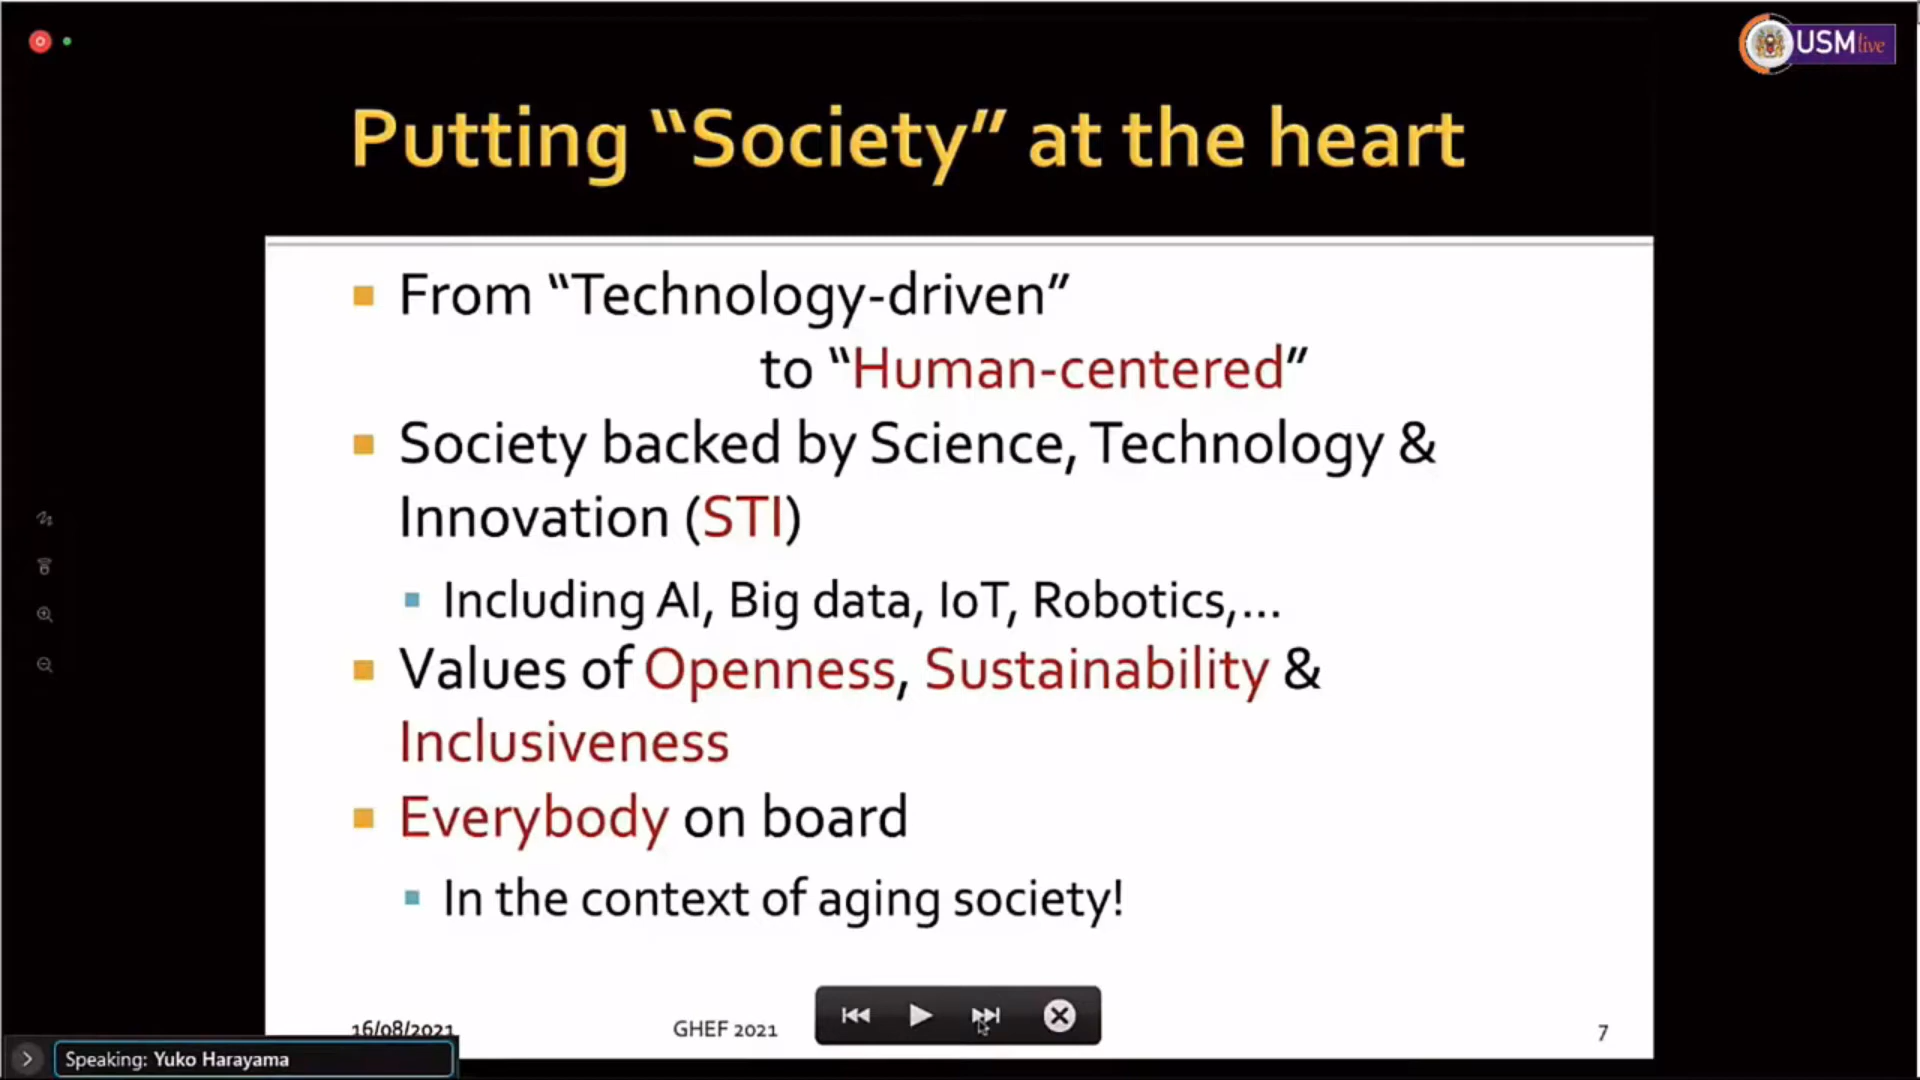 USMlive
Putting “Society” at the heart
From “Technology-driven”
to “Human-centered”
Society backed by Science, Technology &
Innovation (STI)
Including AI, Big data, IoT, Robotics,...
Values of Openness, Sustainability &
Inclusiveness
Everybody on board
In the context of aging society!
16/08/2021
GHEF 2021
7
Speaking: Yuko Harayama